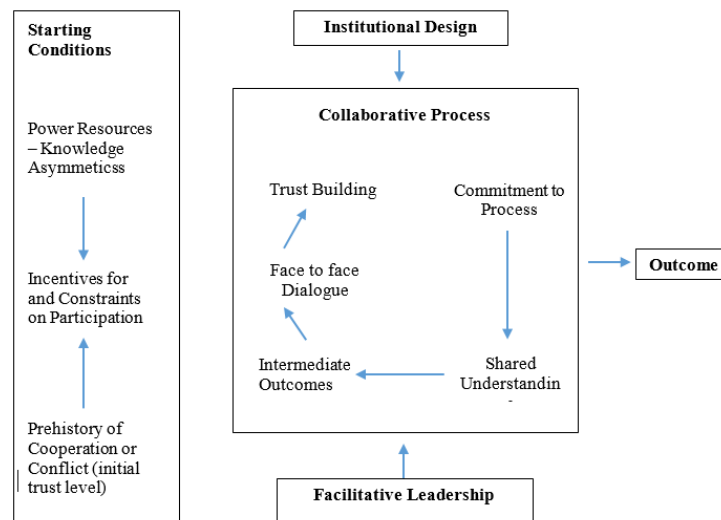 Starting
Conditions
Power Resources
– Knowledge
Asymmeticss
Incentives for
and Constraints
on Participation
Prehistory of
Cooperation or
Conflict (initial
trust level)
Institutional Design
Collaborative Process
Trust Building
Commitment to
Process
Face to face
Dialogue
Intermediate
Outcomes
Shared
Understandin
Facilitative Leadership
Outcome